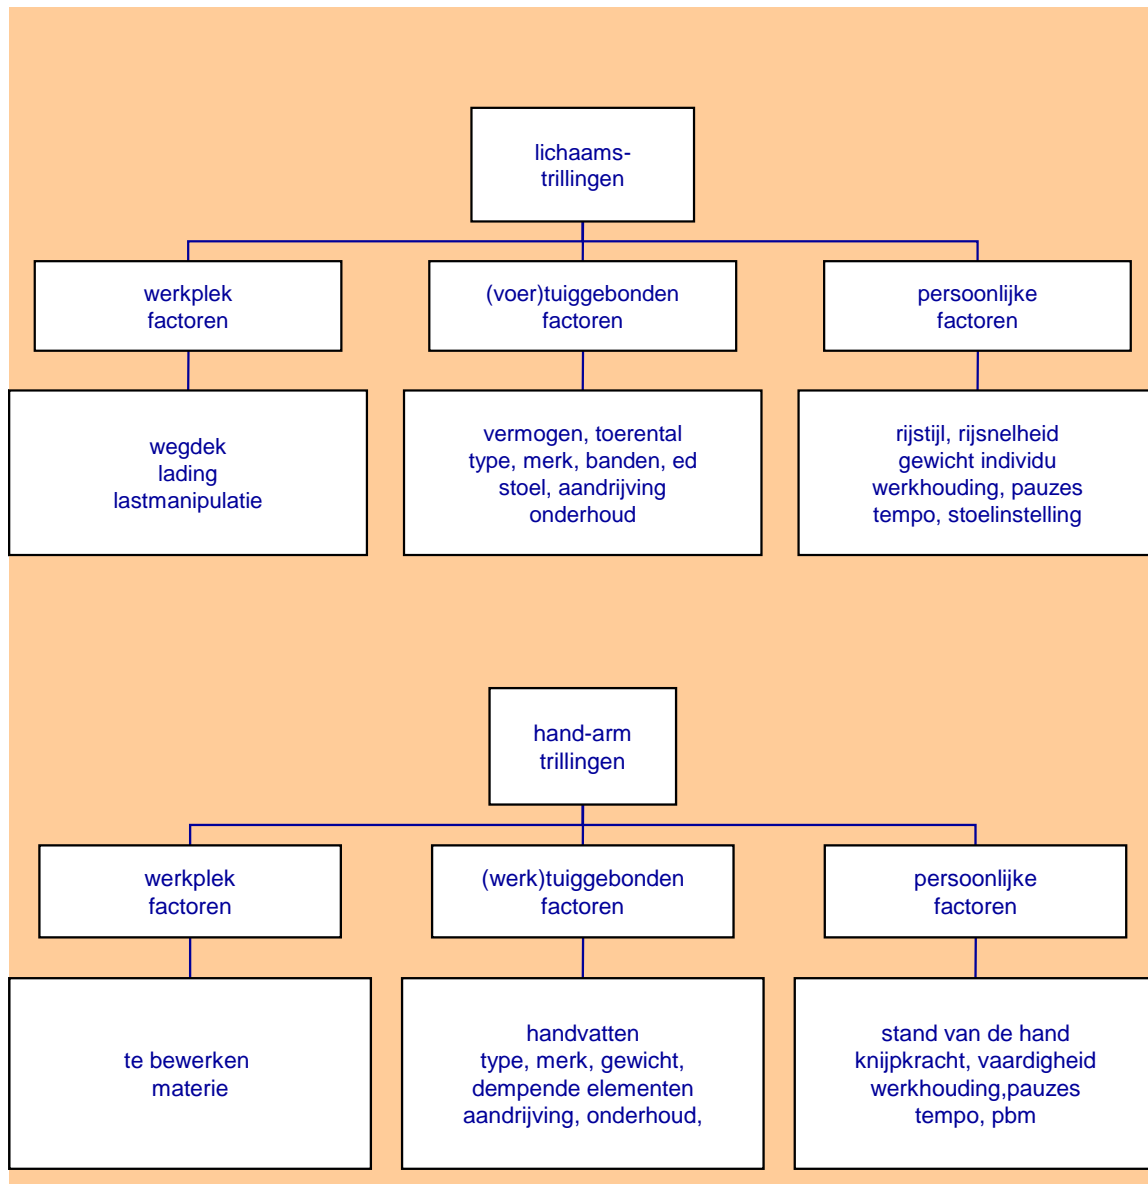 lichaams-
trillingen
werkplek
factoren
(voer)tuiggebonden
factoren
persoonlijke
factoren
wegdek
lading
lastmanipulatie
vermogen, toerental
type, merk, banden, ed
stoel, aandrijving
onderhoud
rijstijl, rijsnelheid
gewicht individu
werkhouding, pauzes
tempo, stoelinstelling
hand-arm
trillingen
werkplek
factoren
(werk)tuiggebonden
factoren
persoonlijke
factoren
te bewerken
materie
handvatten
type, merk, gewicht,
dempende elementen
aandrijving, onderhoud,
stand van de hand
knijpkracht, vaardigheid
werkhouding,pauzes
tempo, pbm